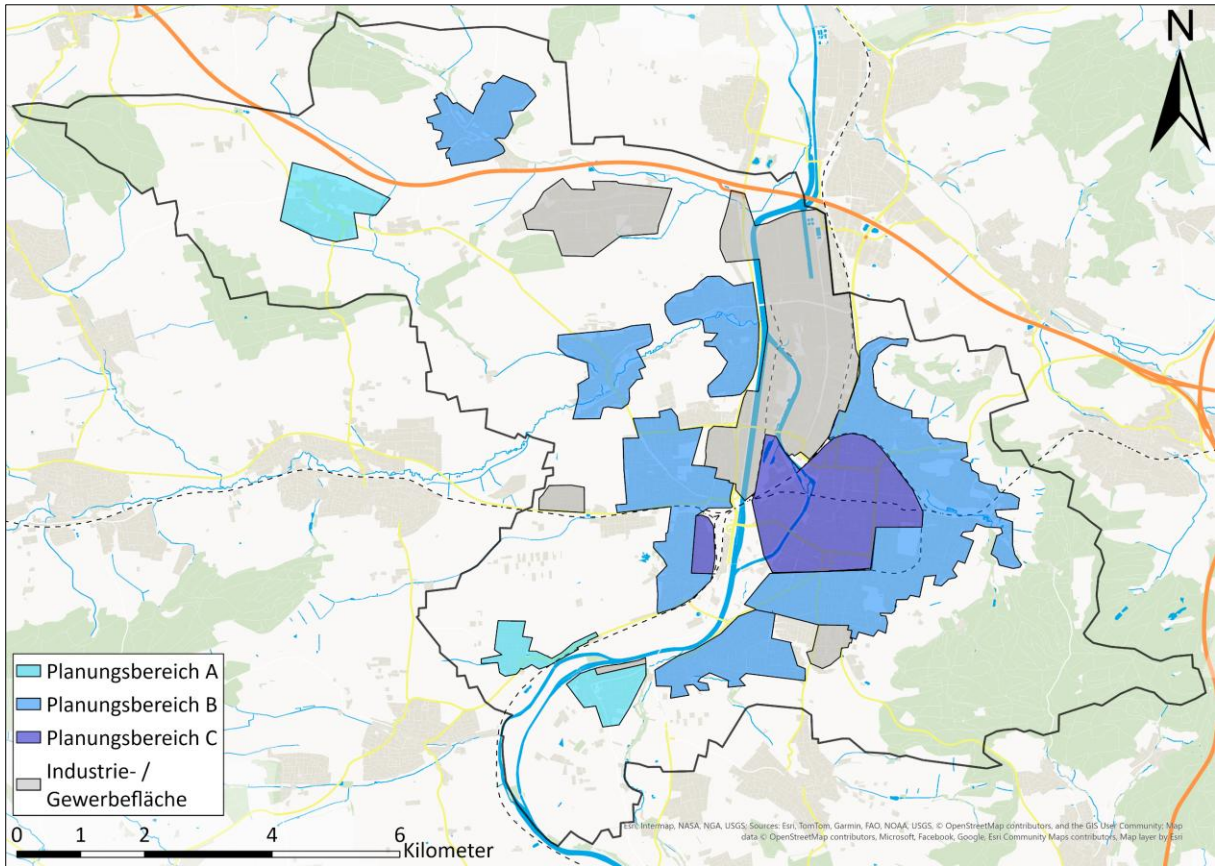 N
Planungsbereich A
Planungsbereich B
Planungsbereich C
Industrie- /
Gewerbefläche
0 1 2 4 6
Kilometer
Esri, Intermap, NASA, NGA, USGS; Sources: Esri, TomTom, Garmin, FAO, NOAA, USGS, © OpenStreetMap contributors, and the GIS User Community; Map
data © OpenStreetMap contributors, Microsoft, Facebook, Google, Esri Community Maps contributors, Map layer by Esri